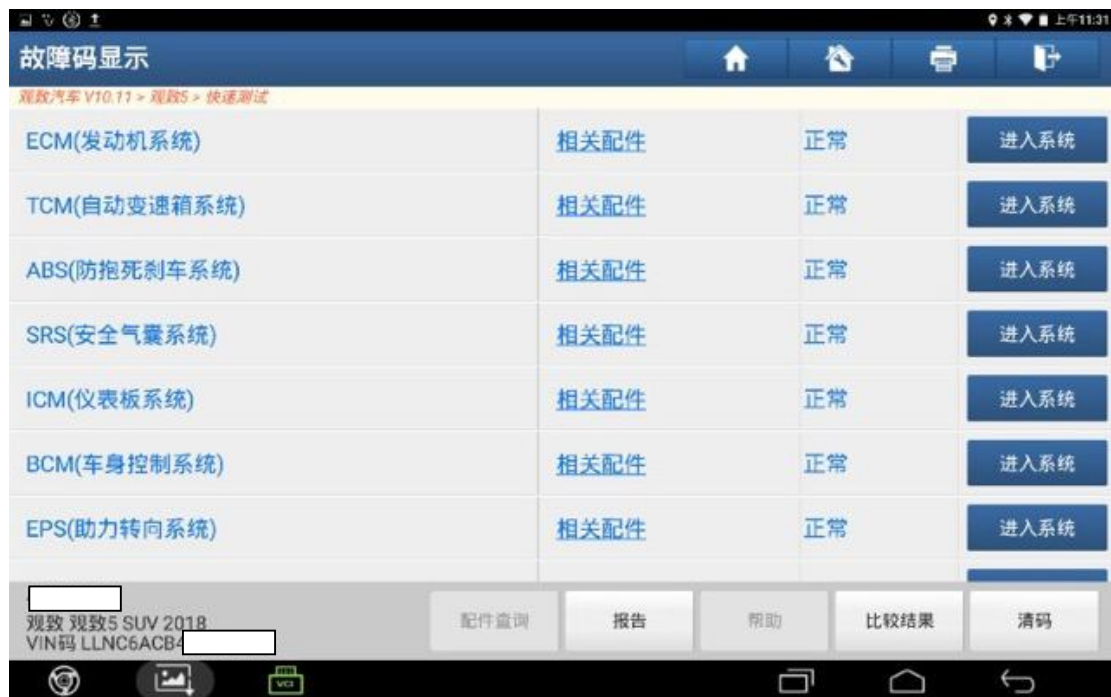 上午11:31
故障码显示
观致汽车 V10.11 > 观致5 > 快速测试
ECM(发动机系统) 相关配件 正常 进入系统
TCM(自动变速箱系统) 相关配件 正常 进入系统
ABS(防抱死刹车系统) 相关配件 正常 进入系统
SRS(安全气囊系统) 相关配件 正常 进入系统
ICM(仪表板系统) 相关配件 正常 进入系统
BCM(车身控制系统) 相关配件 正常 进入系统
EPS(助力转向系统) 相关配件 正常 进入系统
观致 观致5 SUV 2018
VIN码 LLNC6ACB4
配件查询 报告 帮助 比较结果 清码
VCI